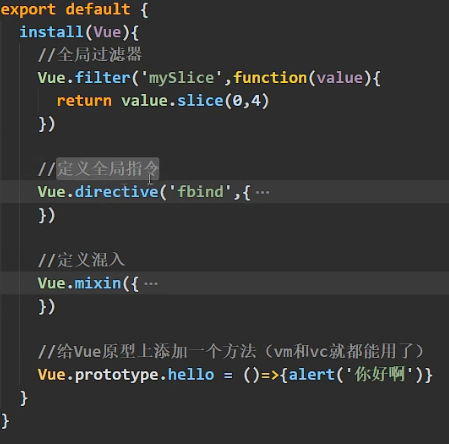 export default {
  install(Vue){
    //全局过滤器
    Vue.filter('mySlice',function(value){
      return value.slice(0,4)
    })
    //定义全局指令
    Vue.directive('fbind',{ ⋯
    })
    //定义混入
    Vue.mixin({ ⋯
    })
    //给Vue原型上添加一个方法（vm和vc就都能用了）
    Vue.prototype.hello = ()=>{alert('你好啊')}
  }
}